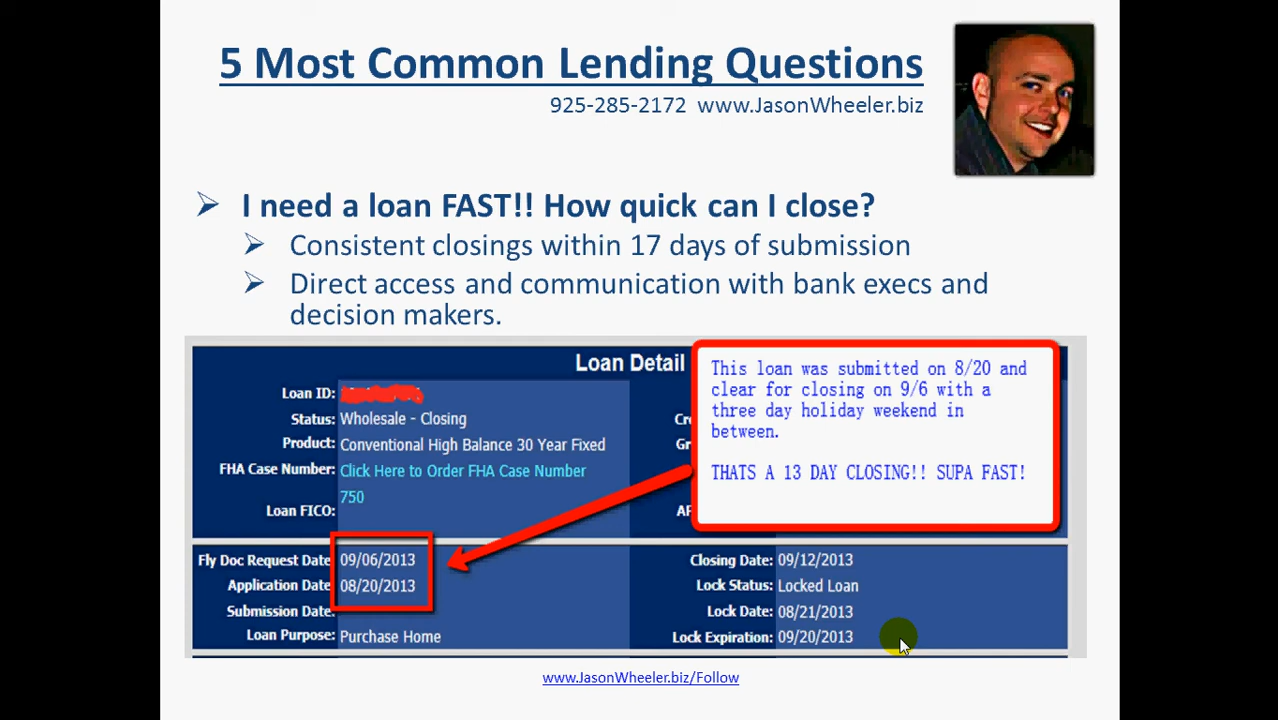 5 Most Common Lending Questions
925-285-2172 www.JasonWheeler.biz
I need a loan FAST!! How quick can I close?
Consistent closings within 17 days of submission
Direct access and communication with bank execs and
decision makers.
Loan Detail
Loan ID:
Status: Wholesale - Closing
Product: Conventional High Balance 30 Year Fixed
FHA Case Number: Click Here to Order FHA Case Number
750
Loan FICO:
Cre
Gr
AF
This loan was submitted on 8/20 and
clear for closing on 9/6 with a
three day holiday weekend in
between.
THATS A 13 DAY CLOSING!! SUPA FAST!
Fly Doc Request Date 09/06/2013
Application Date 08/20/2013
Submission Date:
Loan Purpose: Purchase Home
Closing Date: 09/12/2013
Lock Status: Locked Loan
Lock Date: 08/21/2013
Lock Expiration: 09/20/2013
www.JasonWheeler.biz/Follow